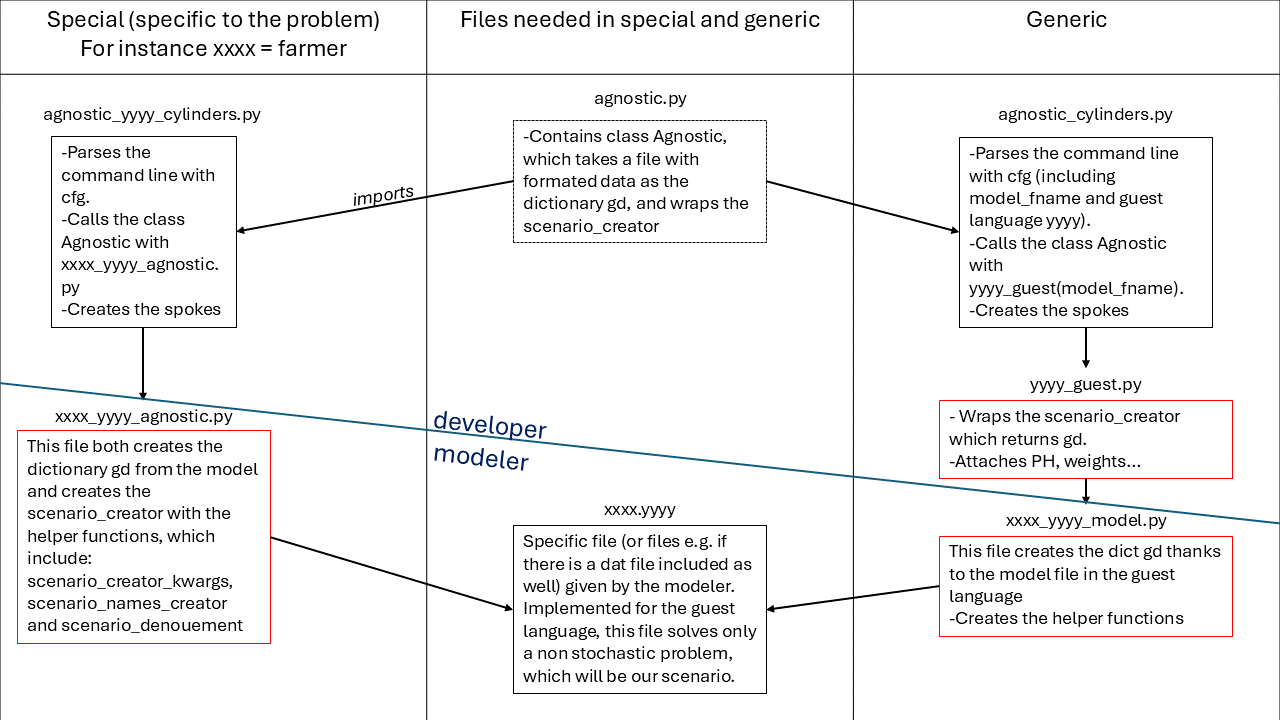 Special (specific to the problem)
For instance xxxx = farmer
Files needed in special and generic
Generic
agnostic_yyyy_cylinders.py
-Parses the
command line with
cfg.
-Calls the class
Agnostic with
xxxx_yyyy_agnostic.
py
-Creates the spokes
imports
agnostic.py
-Contains class Agnostic,
which takes a file with
formated data as the
dictionary gd, and wraps the
scenario_creator
agnostic_cylinders.py
-Parses the command line
with cfg (including
model_fname and guest
language yyyy).
-Calls the class Agnostic
with
yyyy_guest(model_fname).
-Creates the spokes
yyyy_guest.py
- Wraps the scenario_creator
which returns gd.
-Attaches PH, weights...
developer
modeler
xxxx_yyyy_agnostic.py
This file both creates the
dictionary gd from the model
and creates the
scenario_creator with the
helper functions, which
include:
scenario_creator_kwargs,
scenario_names_creator
and scenario_denouement
xxxx.yyyy
Specific file (or files e.g. if
there is a dat file included as
well) given by the modeler.
Implemented for the guest
language, this file solves only
a non stochastic problem,
which will be our scenario.
xxxx_yyyy_model.py
This file creates the dict gd thanks
to the model file in the guest
language
-Creates the helper functions